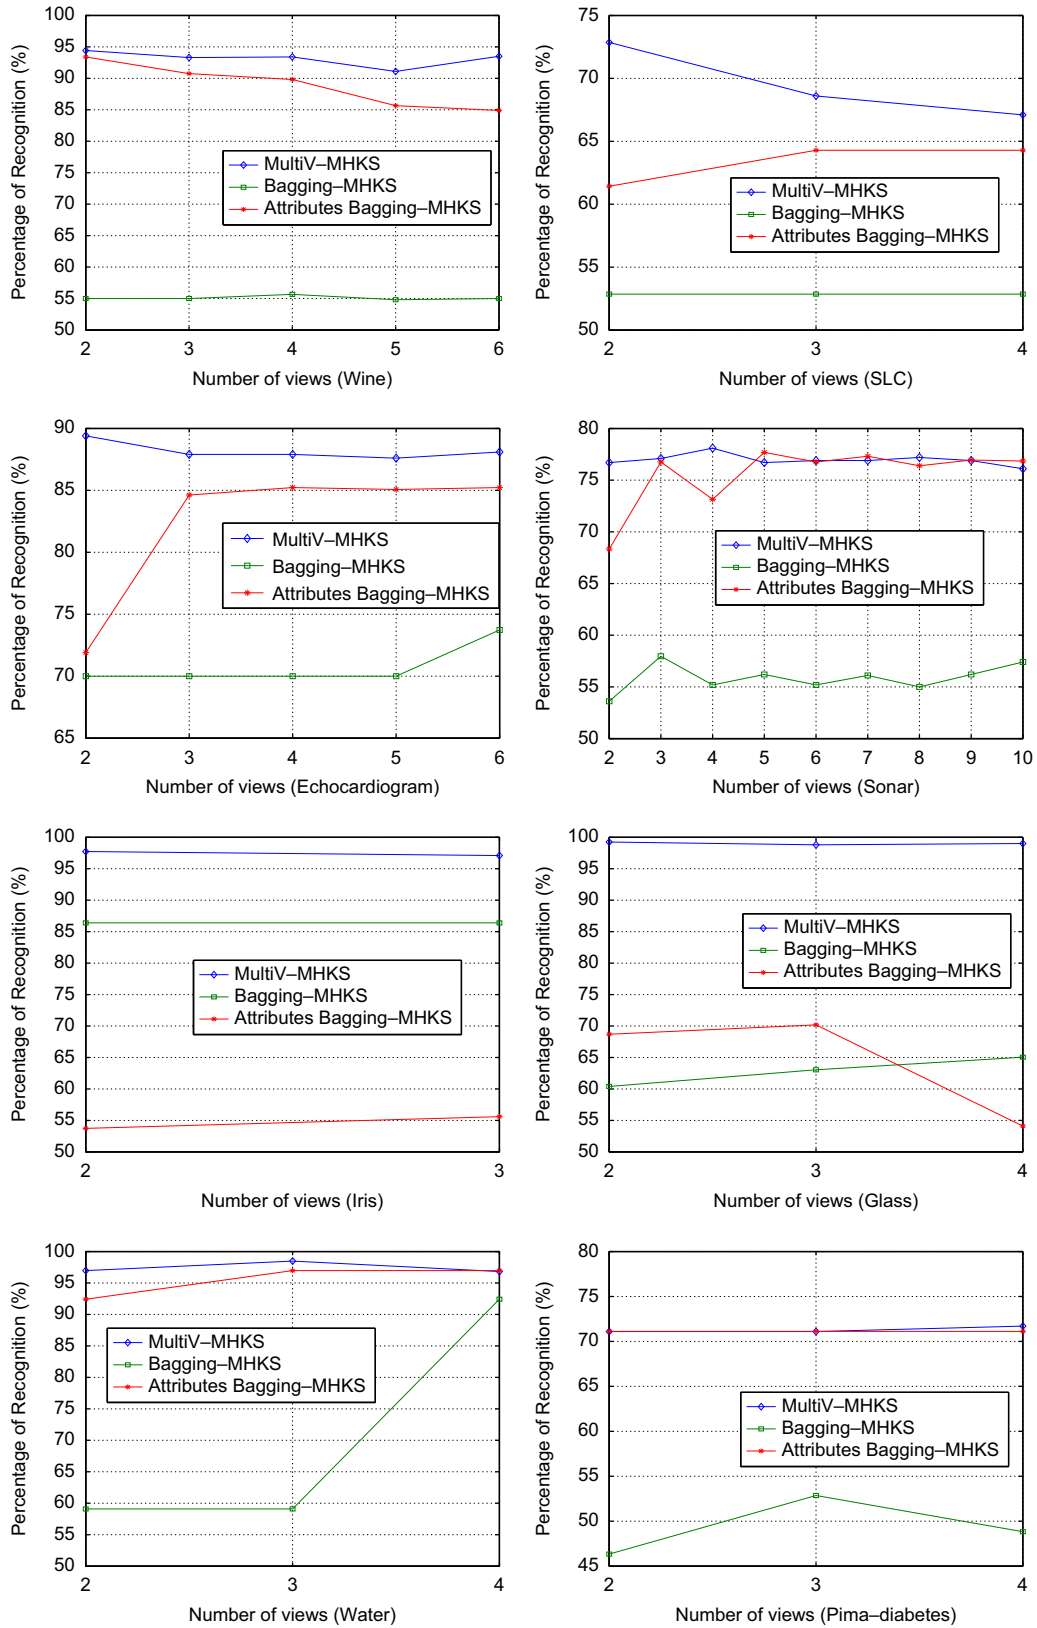 Percentage of Recognition (%)
100
95
90
85
80
75
70
65
60
55
50
MultiV–MHKS
Bagging–MHKS
Attributes Bagging–MHKS
2 3 4 5 6
Number of views (Wine)
Percentage of Recognition (%)
75
70
65
60
55
50
MultiV–MHKS
Bagging–MHKS
Attributes Bagging–MHKS
2 3 4
Number of views (SLC)
Percentage of Recognition (%)
90
85
80
75
70
65
MultiV–MHKS
Bagging–MHKS
Attributes Bagging–MHKS
2 3 4 5 6
Number of views (Echocardiogram)
Percentage of Recognition (%)
80
75
70
65
60
55
50
MultiV–MHKS
Bagging–MHKS
Attributes Bagging–MHKS
2 3 4 5 6 7 8 9 10
Number of views (Sonar)
Percentage of Recognition (%)
100
95
90
85
80
75
70
65
60
55
50
MultiV–MHKS
Bagging–MHKS
Attributes Bagging–MHKS
2 3
Number of views (Iris)
Percentage of Recognition (%)
100
95
90
85
80
75
70
65
60
55
50
MultiV–MHKS
Bagging–MHKS
Attributes Bagging–MHKS
2 3 4
Number of views (Glass)
Percentage of Recognition (%)
100
95
90
85
80
75
70
65
60
55
50
MultiV–MHKS
Bagging–MHKS
Attributes Bagging–MHKS
2 3 4
Number of views (Water)
Percentage of Recognition (%)
80
75
70
65
60
55
50
45
MultiV–MHKS
Bagging–MHKS
Attributes Bagging–MHKS
2 3 4
Number of views (Pima–diabetes)